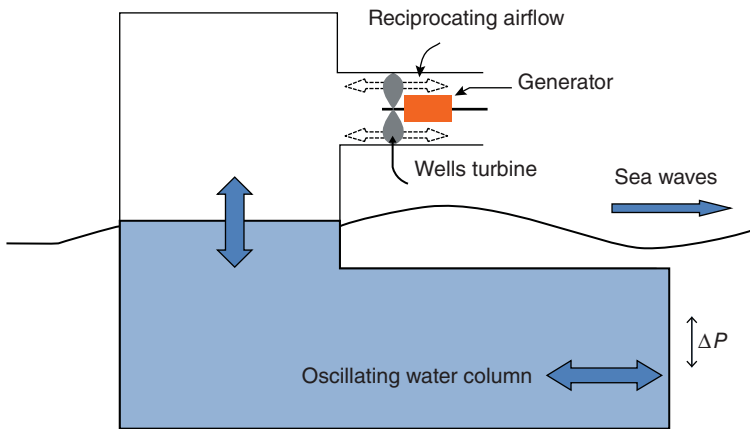 Reciprocating airflow
Generator
Wells turbine
Sea waves
ΔP
Oscillating water column